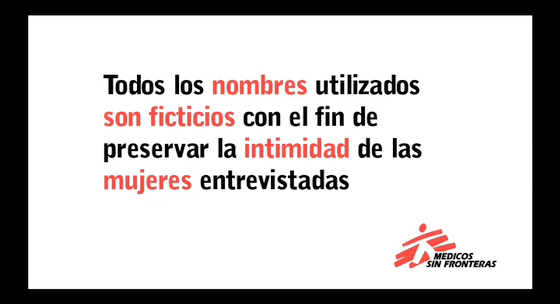 Todos los nombres utilizados
son ficticios con el fin de
preservar la intimidad de las
mujeres entrevistadas
MEDICOS
SIN FRONTERAS